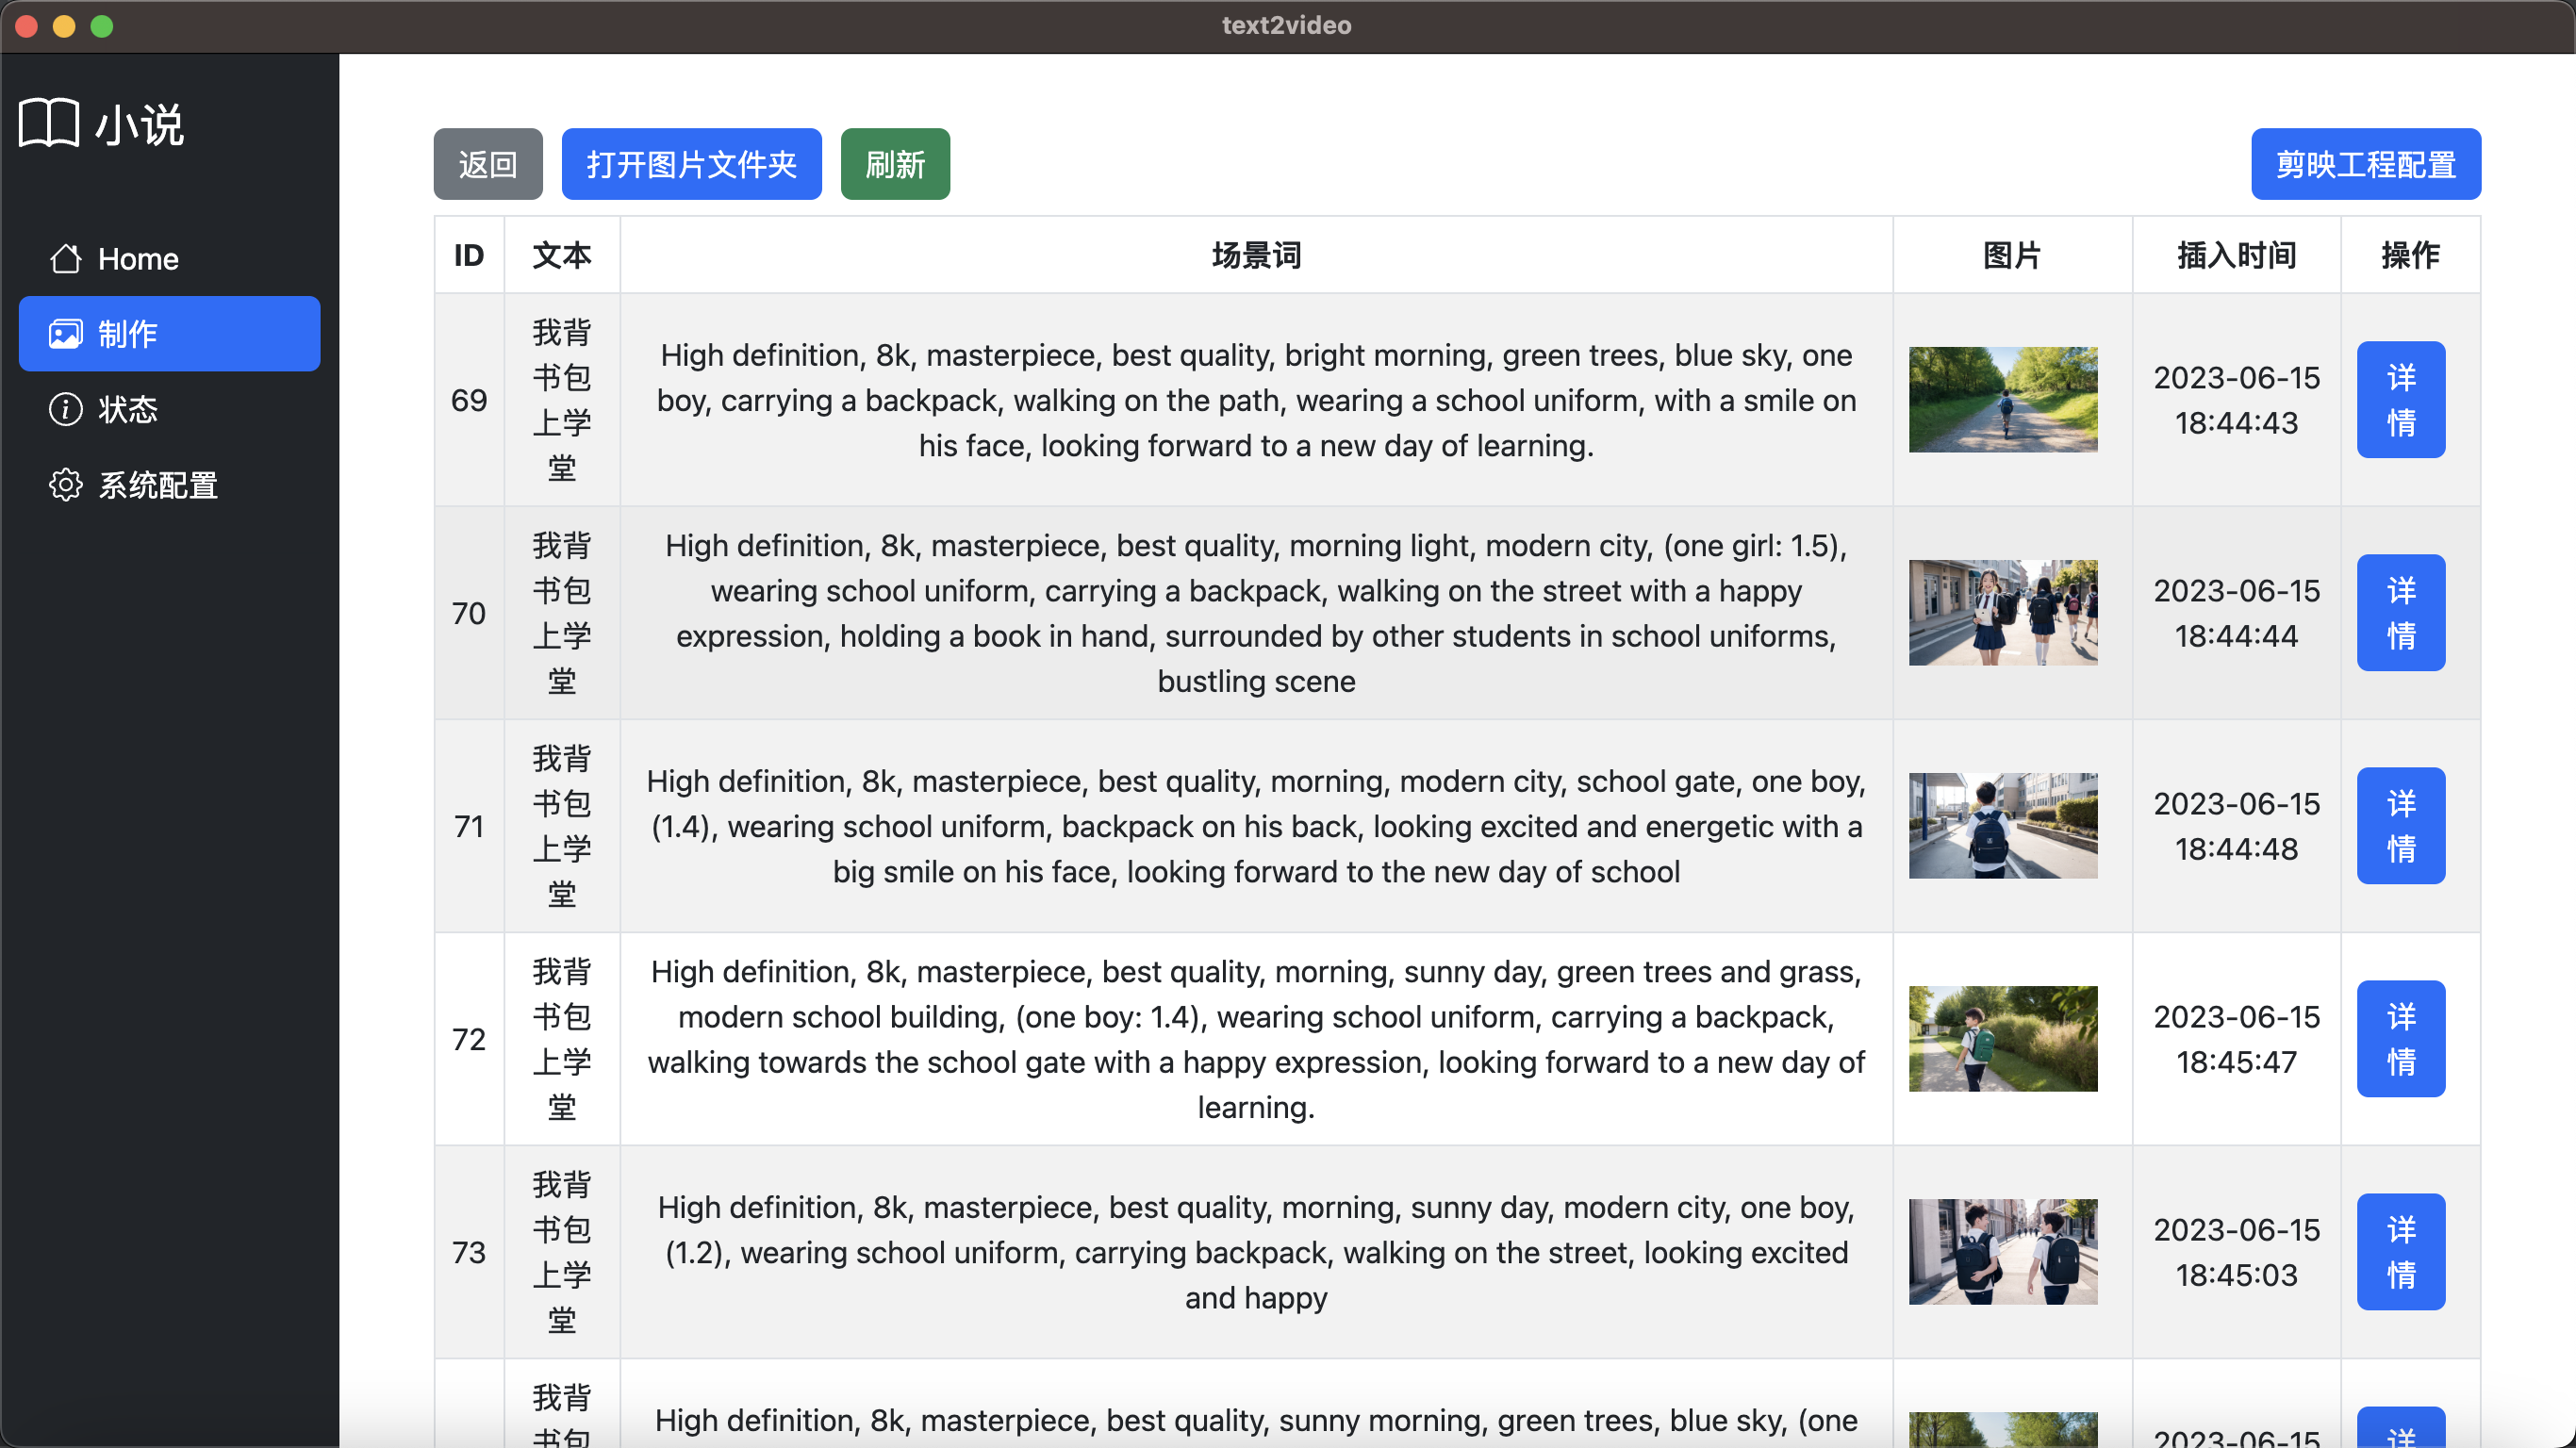 text2video
小说
Home
制作
状态
系统配置
返回 打开图片文件夹 刷新 剪映工程配置
ID 文本 场景词 图片 插入时间 操作
69
我背
书包
上学
堂
High definition, 8k, masterpiece, best quality, bright morning, green trees, blue sky, one
boy, carrying a backpack, walking on the path, wearing a school uniform, with a smile on
his face, looking forward to a new day of learning.
2023-06-15
18:44:43
详
情
70
我背
书包
上学
堂
High definition, 8k, masterpiece, best quality, morning light, modern city, (one girl: 1.5),
wearing school uniform, carrying a backpack, walking on the street with a happy
expression, holding a book in hand, surrounded by other students in school uniforms,
bustling scene
2023-06-15
18:44:44
详
情
71
我背
书包
上学
堂
High definition, 8k, masterpiece, best quality, morning, modern city, school gate, one boy,
(1.4), wearing school uniform, backpack on his back, looking excited and energetic with a
big smile on his face, looking forward to the new day of school
2023-06-15
18:44:48
详
情
72
我背
书包
上学
堂
High definition, 8k, masterpiece, best quality, morning, sunny day, green trees and grass,
modern school building, (one boy: 1.4), wearing school uniform, carrying a backpack,
walking towards the school gate with a happy expression, looking forward to a new day of
learning.
2023-06-15
18:45:47
详
情
73
我背
书包
上学
堂
High definition, 8k, masterpiece, best quality, morning, sunny day, modern city, one boy,
(1.2), wearing school uniform, carrying backpack, walking on the street, looking excited
and happy
2023-06-15
18:45:03
详
情
我背
书包
High definition, 8k, masterpiece, best quality, sunny morning, green trees, blue sky, (one
2023-06-15
详